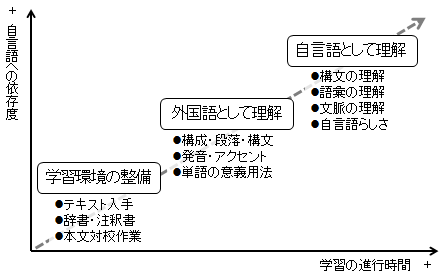 +
自言語への依存度
自言語として理解
●構文の理解
●語彙の理解
●文脈の理解
●自言語らしさ
外国語として理解
●構成・段落・構文
●発音・アクセント
●単語の意義用法
学習環境の整備
●テキスト入手
●辞書・注釈書
●本文対校作業
学習の進行時間 +